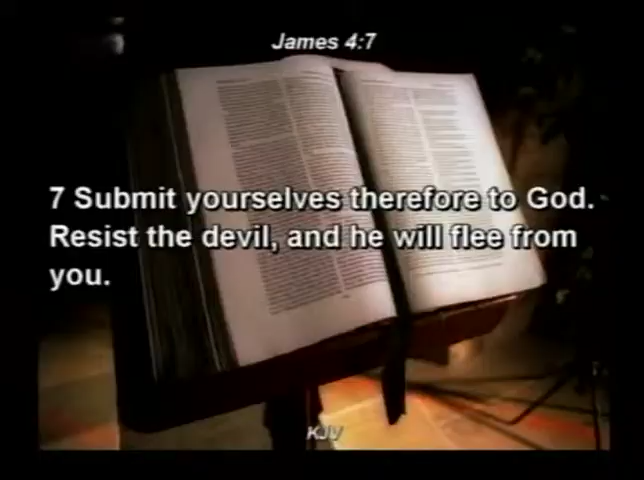 James 4:7
7 Submit yourselves therefore to God.
Resist the devil, and he will flee from
you.
KJV